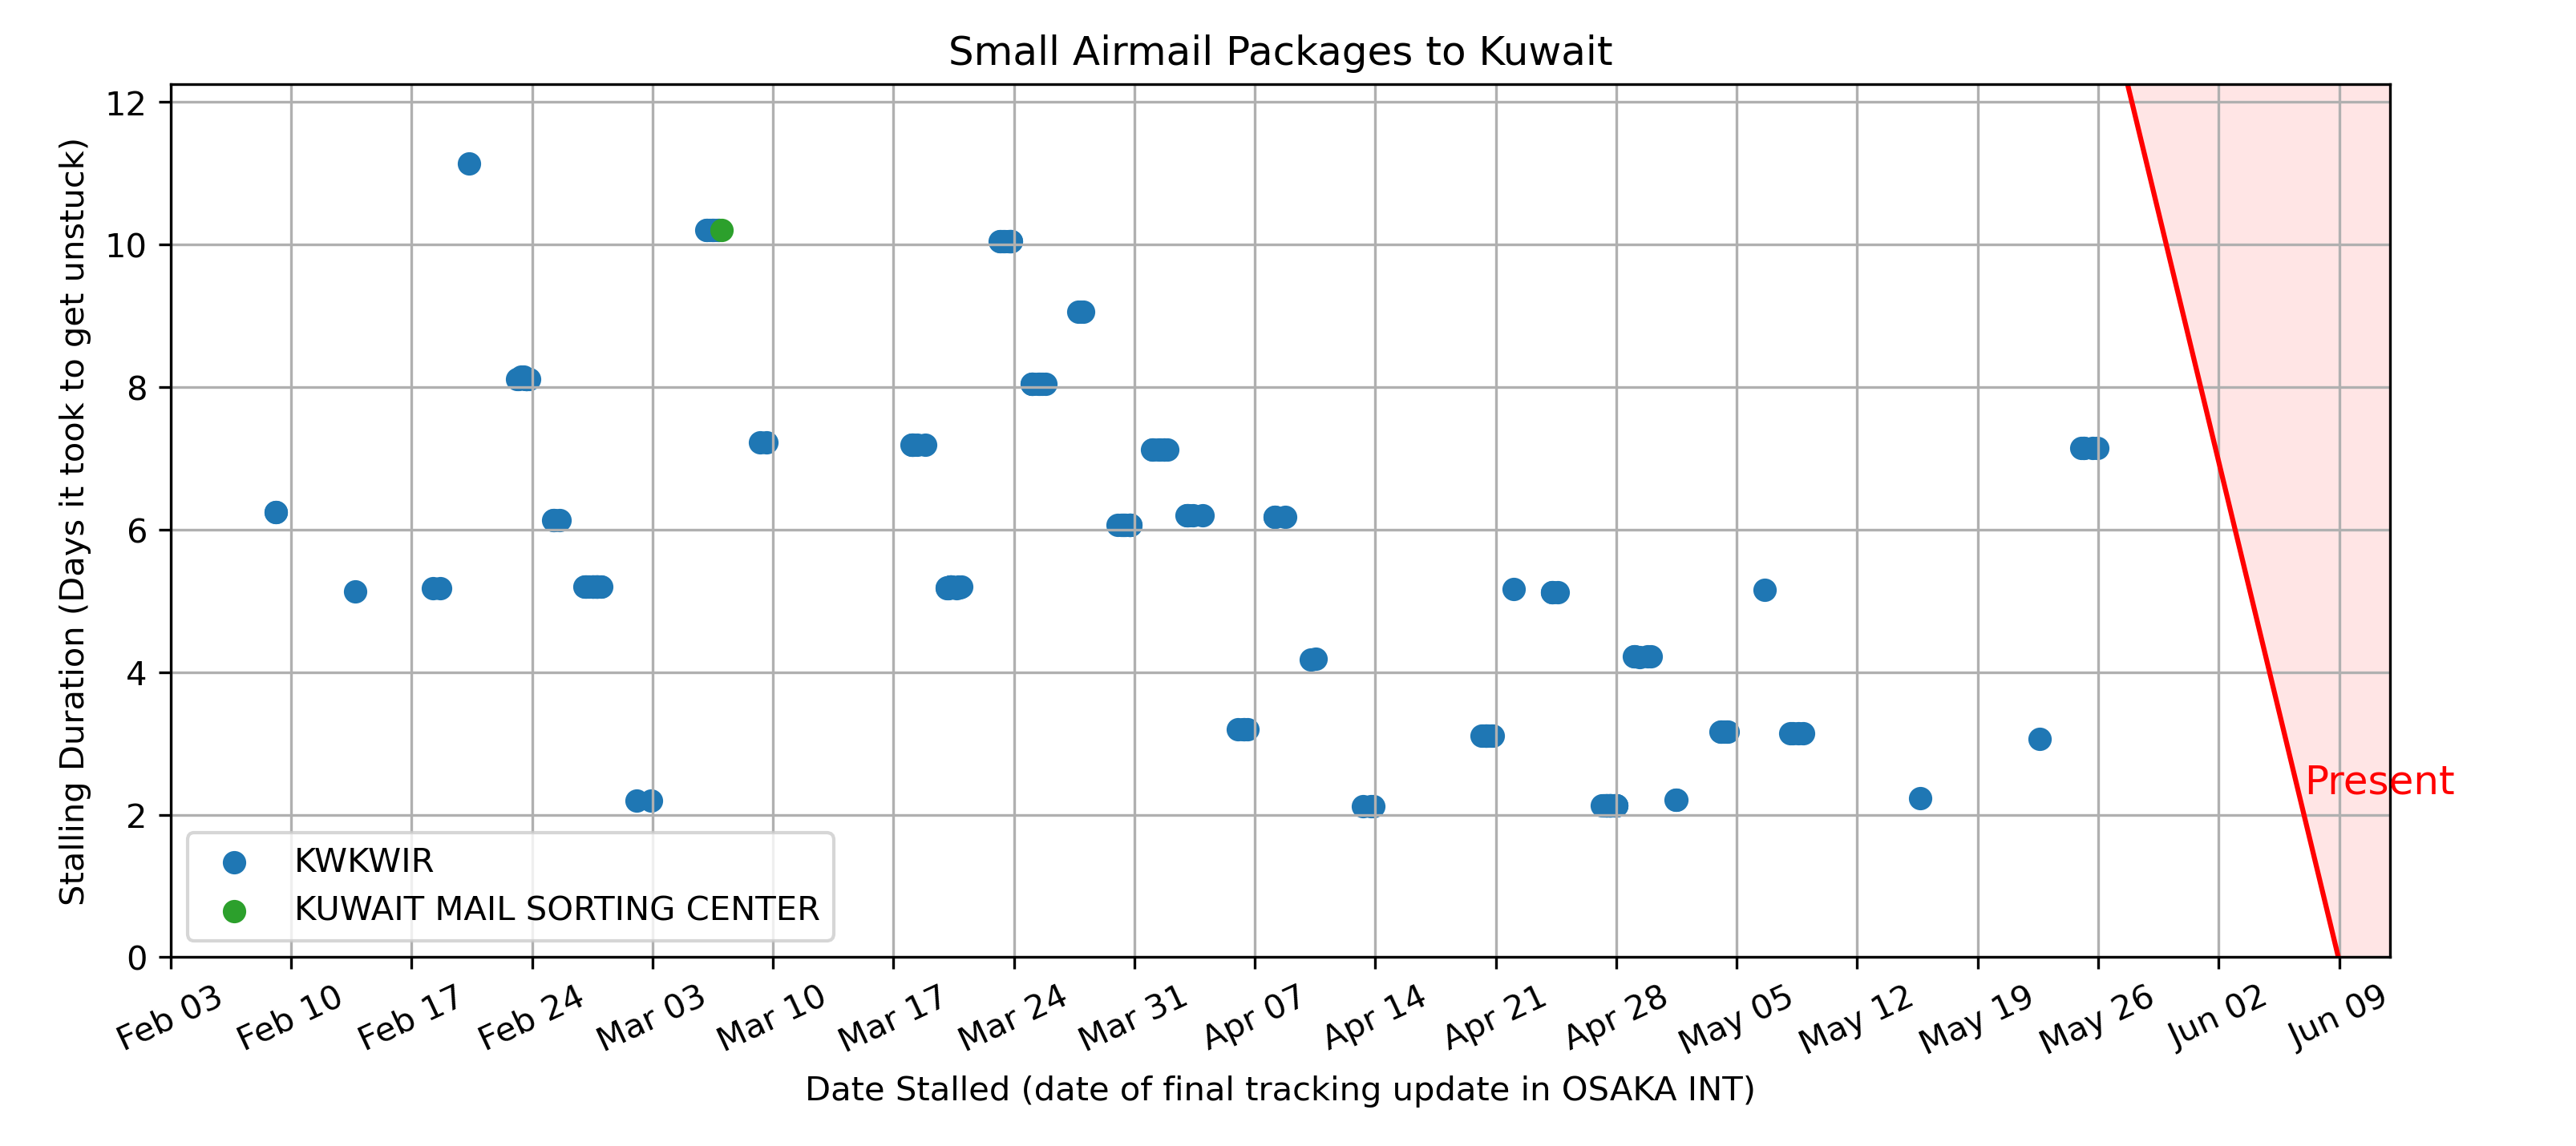 Small Airmail Packages to Kuwait
Stalling Duration (Days it took to get unstuck)
12
10
8
6
4
2
0
Present
KWKWIR
KUWAIT MAIL SORTING CENTER
Feb 03 Feb 10 Feb 17 Feb 24 Mar 03 Mar 10 Mar 17 Mar 24 Mar 31 Apr 07 Apr 14 Apr 21 Apr 28 May 05 May 12 May 19 May 26 Jun 02 Jun 09
Date Stalled (date of final tracking update in OSAKA INT)